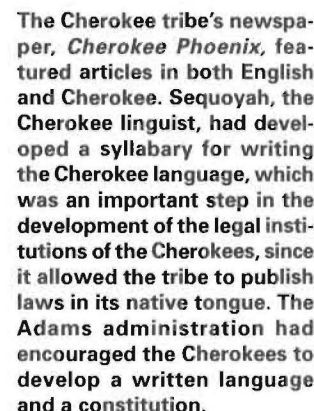 The Cherokee tribe's newspa-
per, Cherokee Phoenix, fea-
tured articles in both English
and Cherokee. Sequoyah, the
Cherokee linguist, had devel-
oped a syllabary for writing
the Cherokee language, which
was an important step in the
development of the legal insti-
tutions of the Cherokees, since
it allowed the tribe to publish
laws in its native tongue. The
Adams administration had
encouraged the Cherokees to
develop a written language
and a constitution.